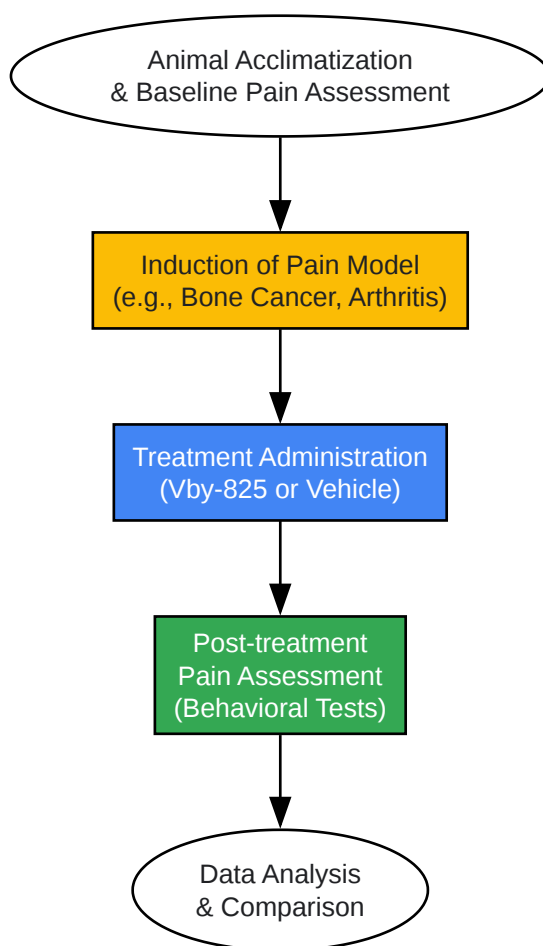 Animal Acclimatization
& Baseline Pain Assessment
Induction of Pain Model
(e.g., Bone Cancer, Arthritis)
Treatment Administration
(Vby-825 or Vehicle)
Post-treatment
Pain Assessment
(Behavioral Tests)
Data Analysis
& Comparison